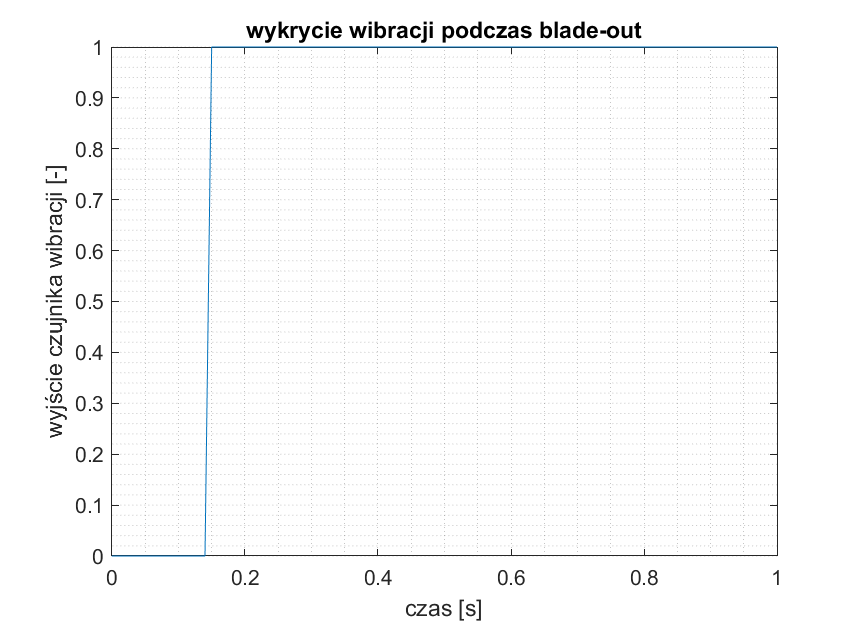 wykrycie wibracji podczas blade-out
1
0.9
0.8
0.7
0.6
0.5
0.4
0.3
0.2
0.1
0
wyjście czujnika wibracji [-]
0 0.2 0.4 0.6 0.8 1
czas [s]